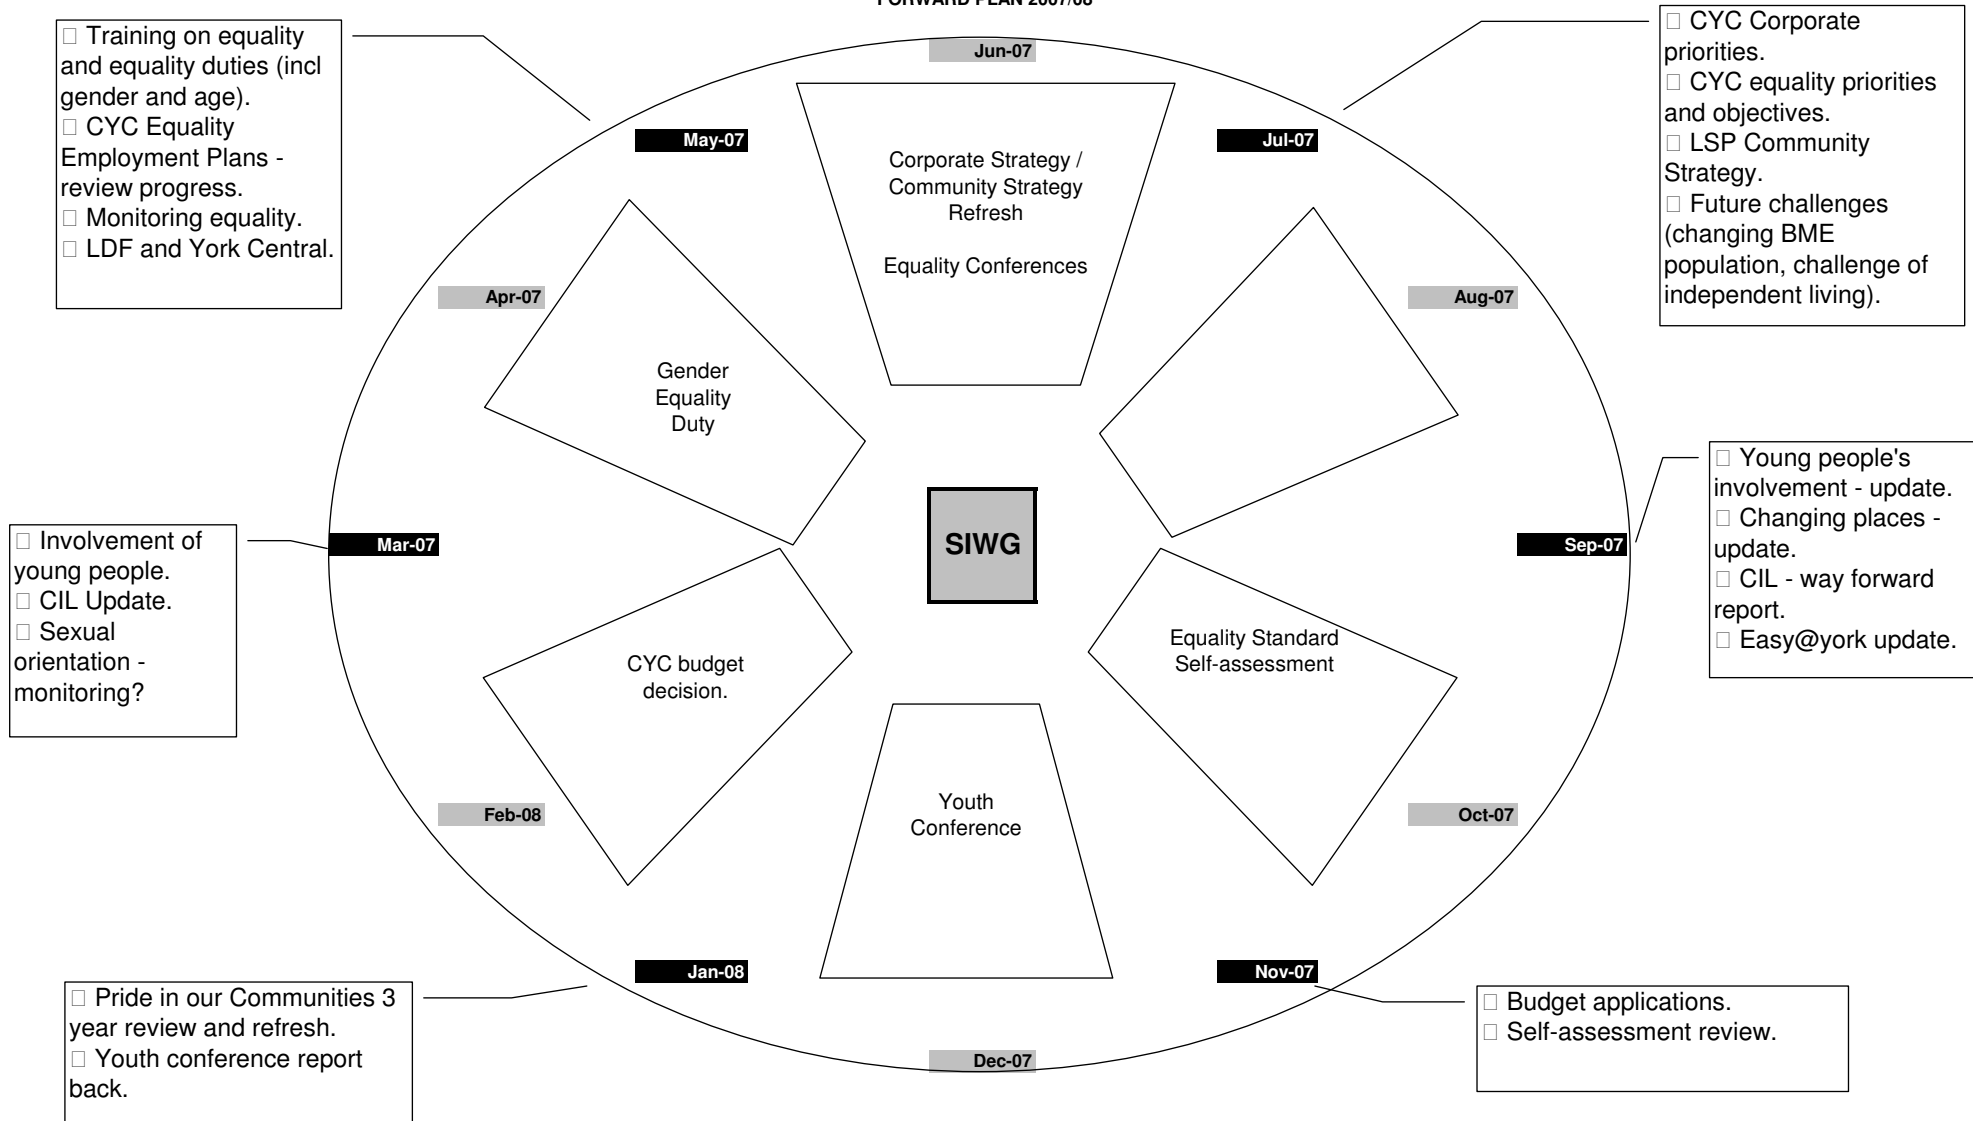 FORWARD PLAN 2007/08
□ Training on equality
and equality duties (incl
gender and age).
□ CYC Equality
Employment Plans -
review progress.
□ Monitoring equality.
□ LDF and York Central.
Jun-07
□ CYC Corporate
priorities.
□ CYC equality priorities
and objectives.
□ LSP Community
Strategy.
□ Future challenges
(changing BME
population, challenge of
independent living).
May-07
Jul-07
Corporate Strategy /
Community Strategy
Refresh
Equality Conferences
Apr-07
Aug-07
Gender
Equality
Duty
□ Involvement of
young people.
□ CIL Update.
□ Sexual
orientation -
monitoring?
Mar-07
SIWG
Sep-07
□ Young people's
involvement - update.
□ Changing places -
update.
□ CIL - way forward
report.
□ Easy@york update.
CYC budget
decision.
Equality Standard
Self-assessment
Feb-08
Youth
Conference
Oct-07
Jan-08
Nov-07
□ Pride in our Communities 3
year review and refresh.
□ Youth conference report
back.
Dec-07
□ Budget applications.
□ Self-assessment review.